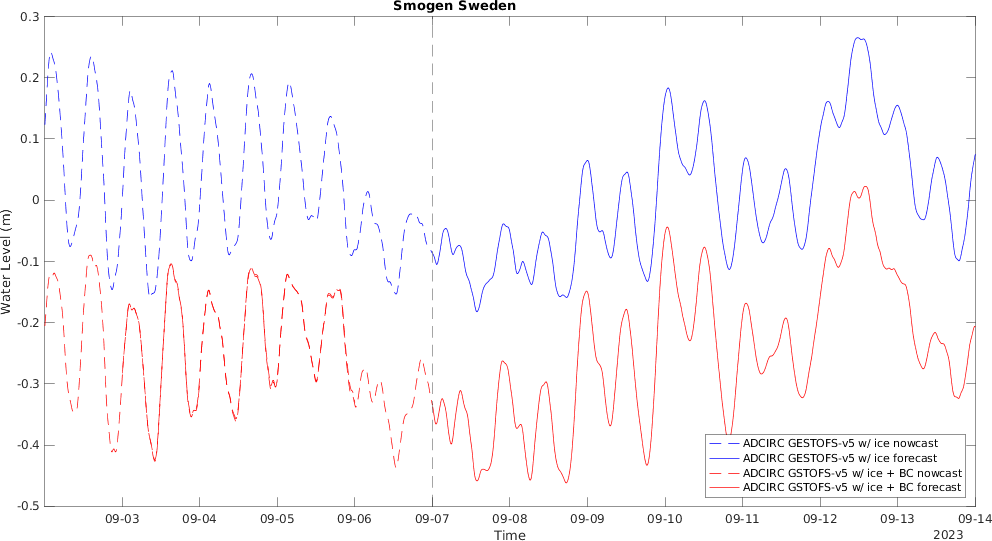 Smogen Sweden
Water Level (m)
0.3
0.2
0.1
0
-0.1
-0.2
-0.3
-0.4
-0.5
ADCIRC GESTOFS-v5 w/ ice nowcast
ADCIRC GESTOFS-v5 w/ ice forecast
ADCIRC GSTOFS-v5 w/ ice + BC nowcast
ADCIRC GSTOFS-v5 w/ ice + BC forecast
09-03 09-04 09-05 09-06 09-07 09-08 09-09 09-10 09-11 09-12 09-13 09-14
Time
2023